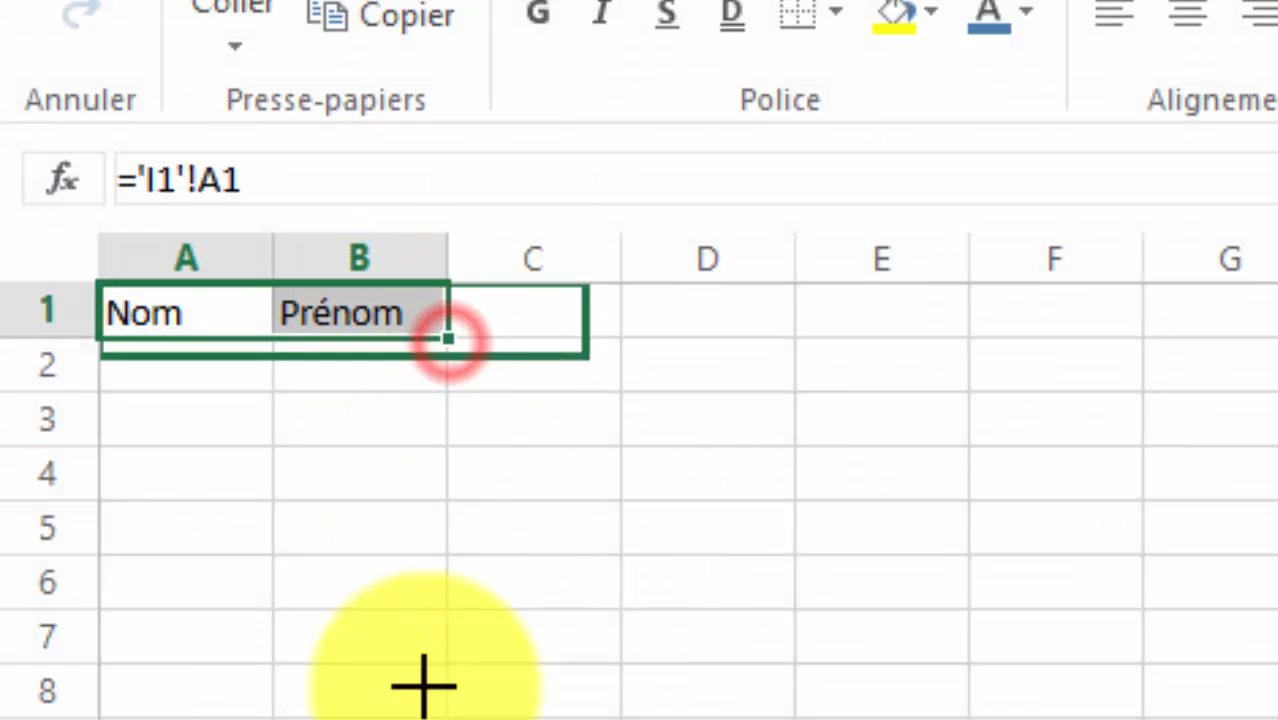 Coller Copier G I S D A
Annuler Presse-papiers Police Aligneme
fx ='I1'!A1
A B C D E F G
1 Nom Prénom
2
3
4
5
6
7
8